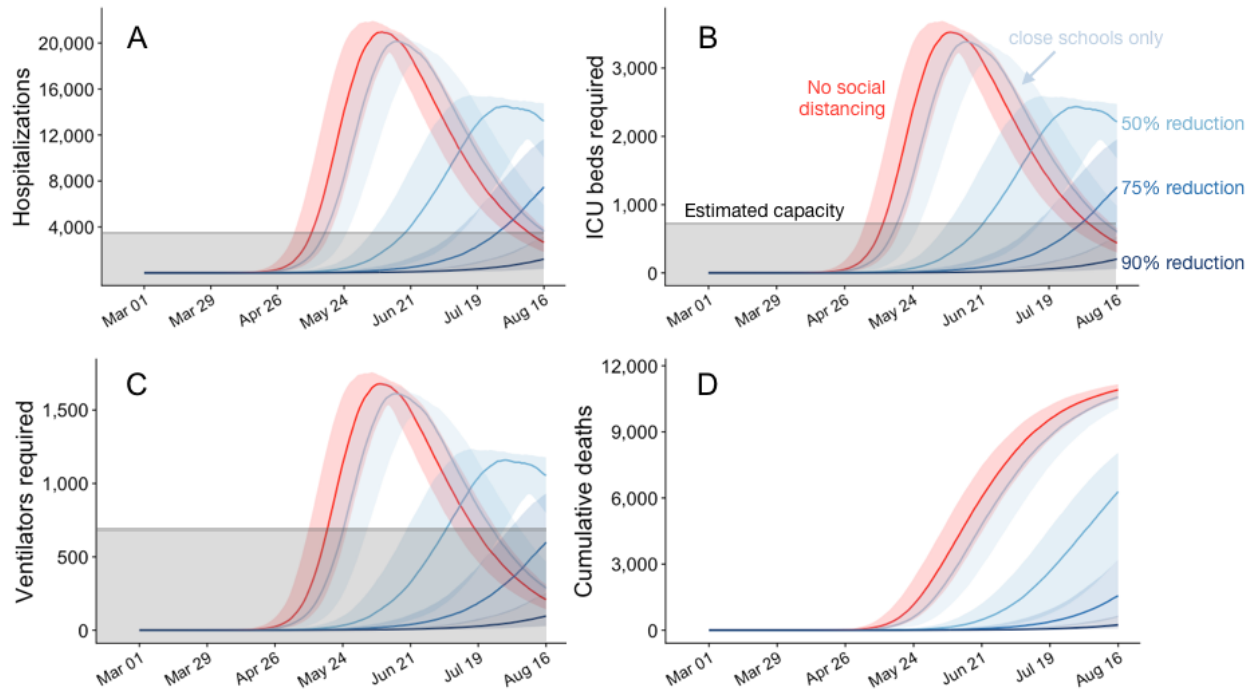 A
Hospitalizations
20,000
16,000
12,000
8,000
4,000
Mar 01
Mar 29
Apr 26
May 24
Jun 21
Jul 19
Aug 16
B
ICU beds required
3,000
2,000
1,000
0
close schools only
No social
distancing
50% reduction
75% reduction
Estimated capacity
90% reduction
Mar 01
Mar 29
Apr 26
May 24
Jun 21
Jul 19
Aug 16
C
Ventilators required
1,500
1,000
500
0
Mar 01
Mar 29
Apr 26
May 24
Jun 21
Jul 19
Aug 16
D
Cumulative deaths
12,000
9,000
6,000
3,000
0
Mar 01
Mar 29
Apr 26
May 24
Jun 21
Jul 19
Aug 16